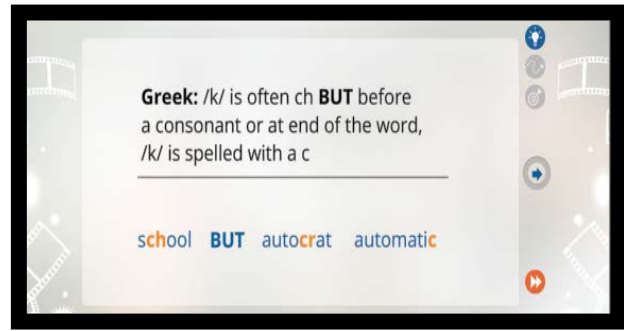 Greek: /k/ is often ch BUT before
a consonant or at end of the word,
/k/ is spelled with a c
school BUT autocrat automatic